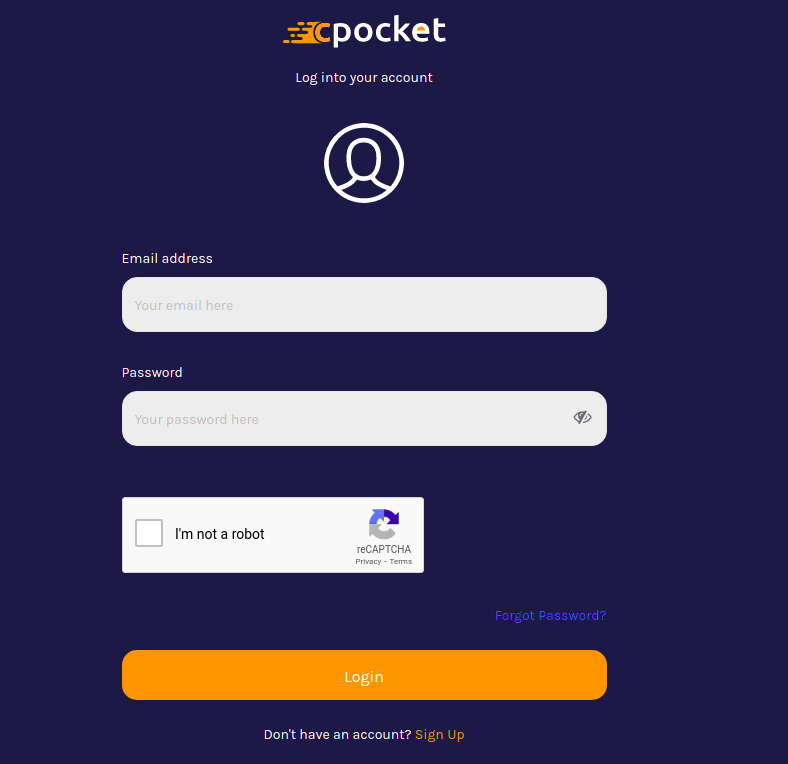 cpocket
Log into your account
Email address
Your email here
Password
Your password here
I'm not a robot
reCAPTCHA
Privacy - Terms
Forgot Password?
Login
Don't have an account? Sign Up